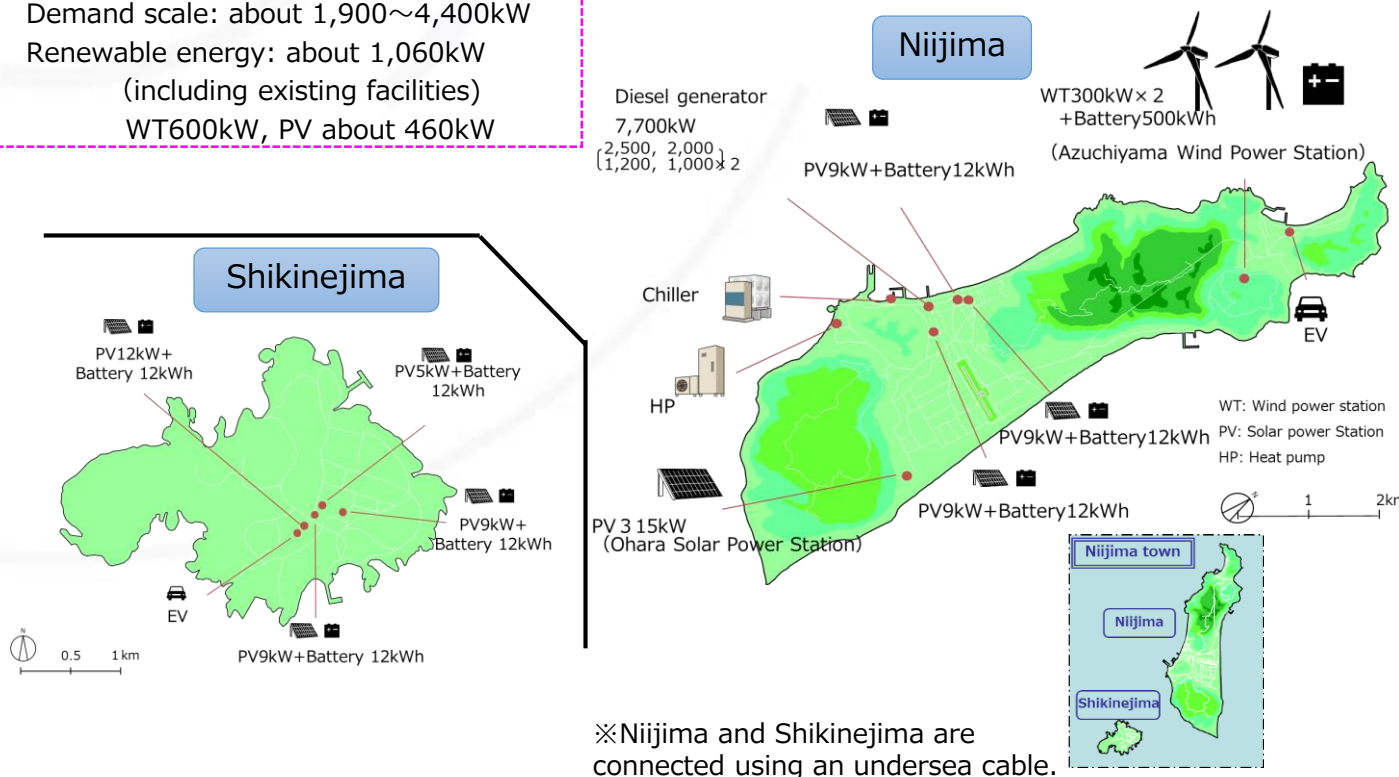 Demand scale: about 1,900～4,400kW
Renewable energy: about 1,060kW
(including existing facilities)
WT600kW, PV about 460kW
Niijima
Diesel generator
7,700kW
2,500, 2,000
1,200, 1,000×2
PV9kW+Battery12kWh
WT300kW×2
+Battery500kWh
(Azuchiyama Wind Power Station)
Chiller
HP
EV
PV9kW+Battery12kWh
PV9kW+Battery12kWh
PV 3 15kW
(Ohara Solar Power Station)
WT: Wind power station
PV: Solar power Station
HP: Heat pump
N
1 2km
Shikinejima
PV12kW+
Battery 12kWh
PV5kW+Battery
12kWh
PV9kW+
Battery 12kWh
EV
PV9kW+Battery 12kWh
N
0.5 1km
Niijima town
Niijima
Shikinejima
※Niijima and Shikinejima are
connected using an undersea cable.